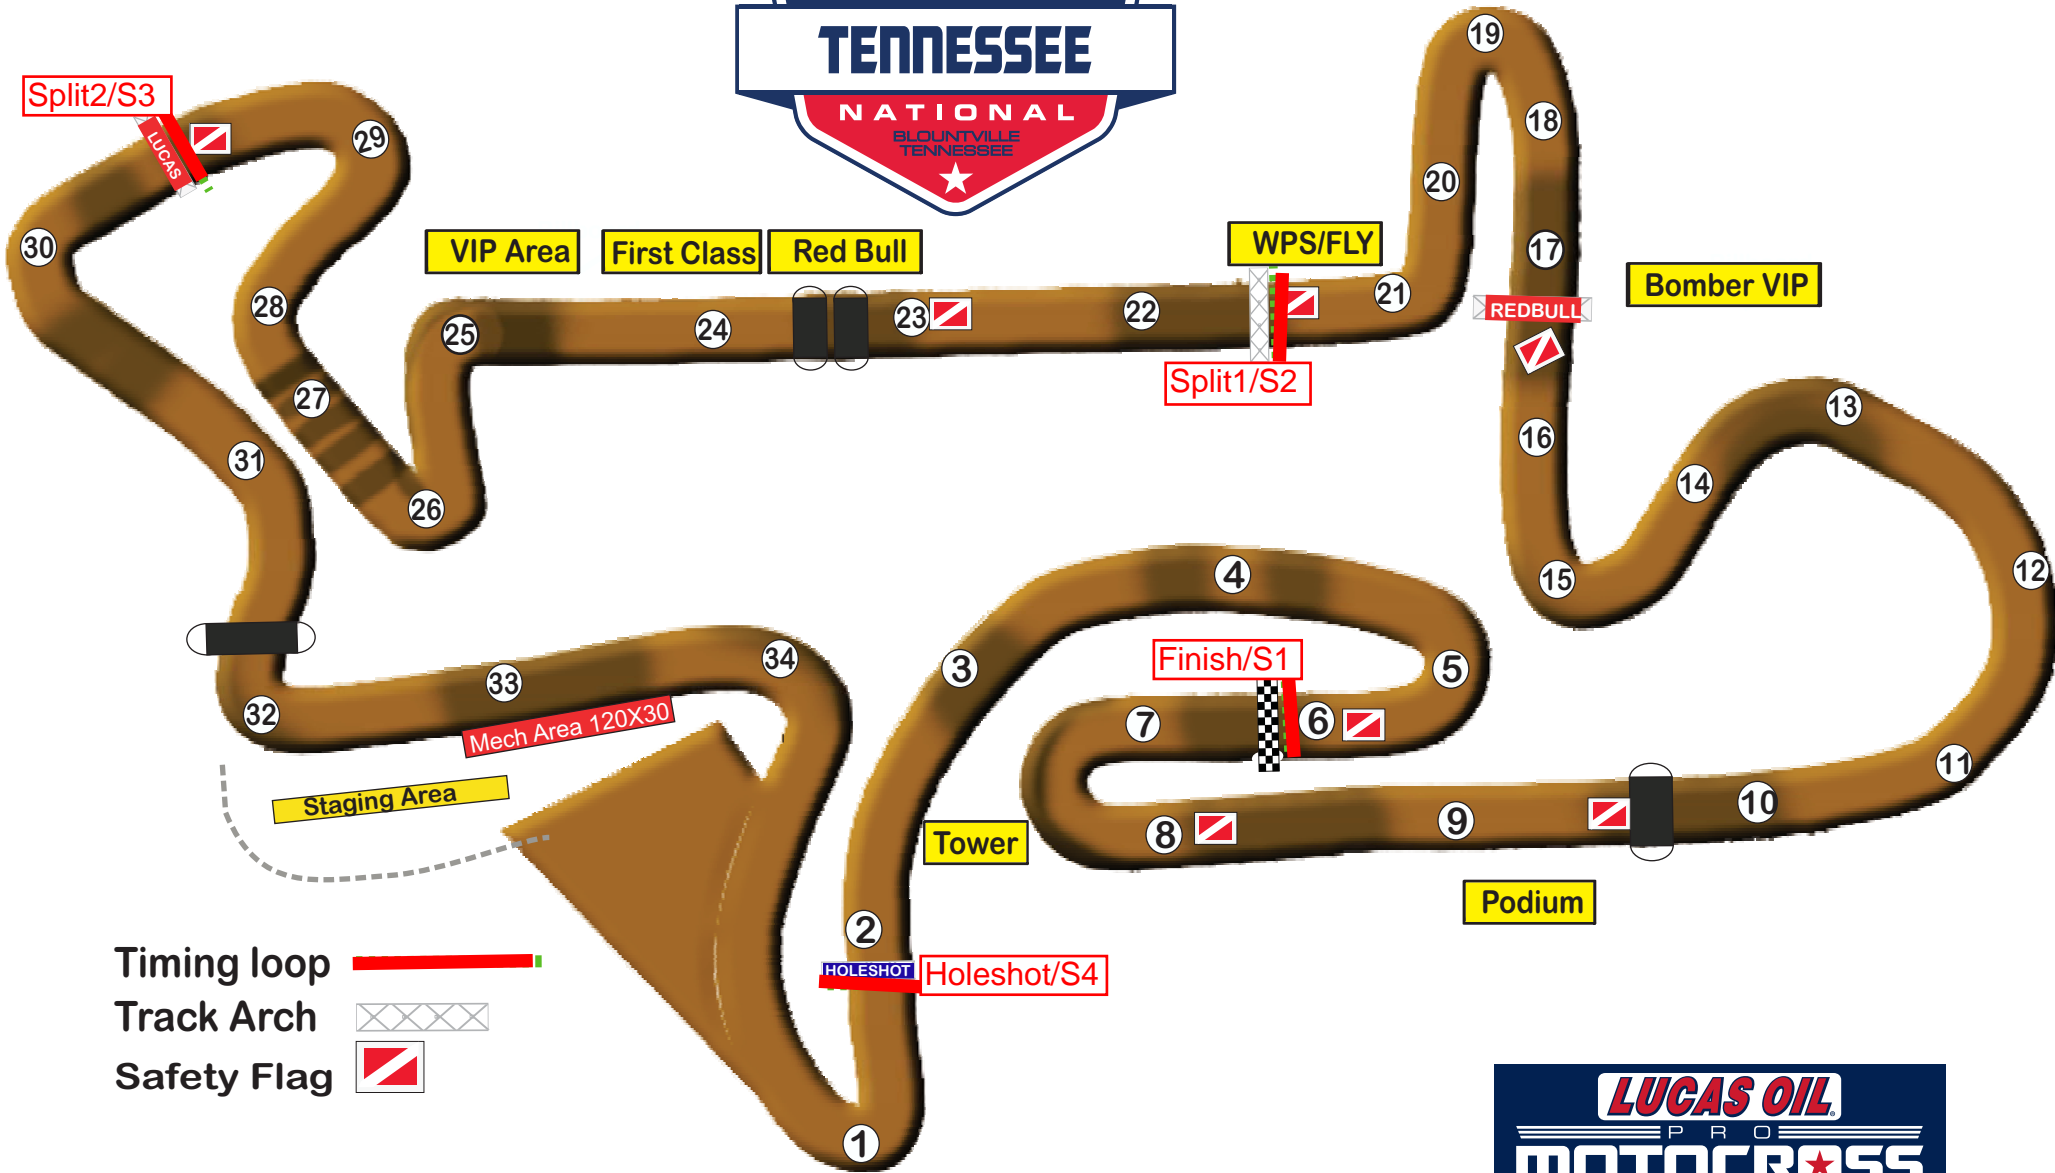 TENNESSEE
NATIONAL
BLOUNTVILLE
TENNESSEE
19
Split2/S3
LUCAS
29
18
20
30
VIP Area
First Class
Red Bull
WPS/FLY
17
Bomber VIP
28
25
24
23
22
21
REDBULL
Split1/S2
27
16
13
31
26
14
4
15
12
3
Finish/S1
5
34
33
32
Mech Area 120X30
7
6
11
Staging Area
10
Tower
8
9
Podium
2
HOLESHOT
Holeshot/S4
Timing loop
Track Arch
Safety Flag
1
LUCAS OIL
PRO
MOTOCROSS